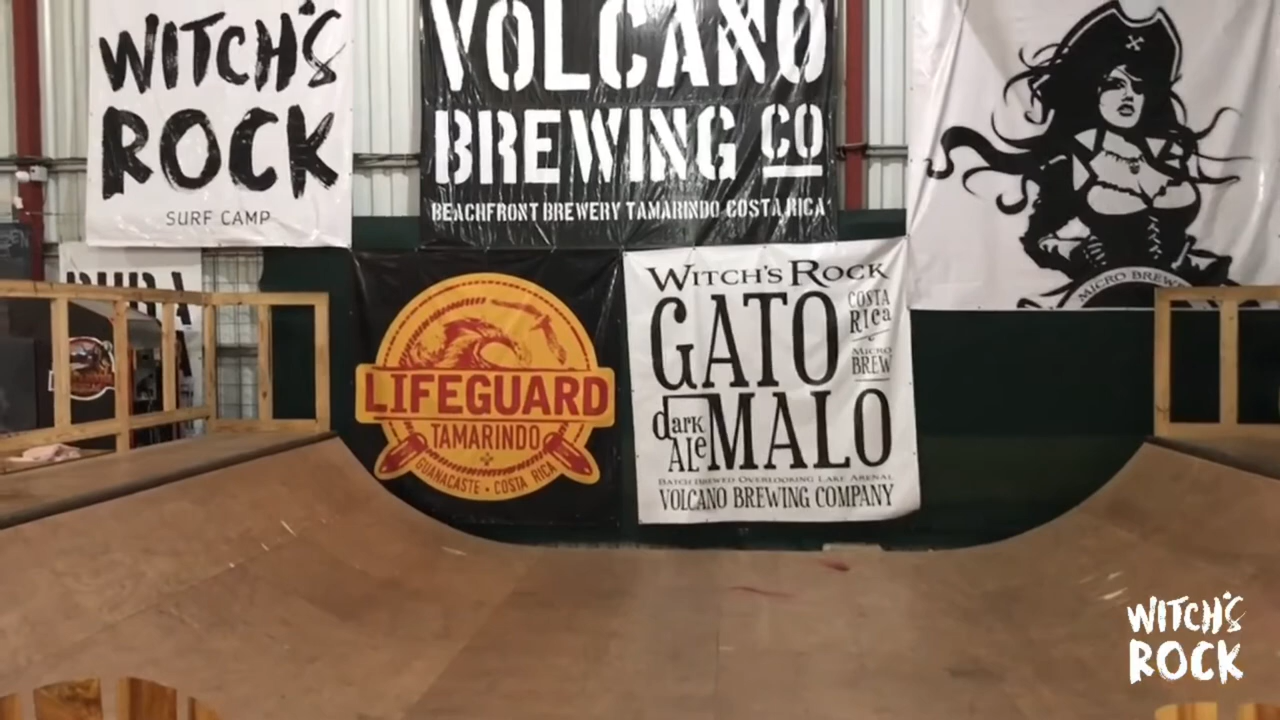 WITCH'S
ROCK
SURF CAMP
VOLCANO
BREWING CO
BEACHFRONT BREWERY TAMARINDO COSTA RICA
LIFEGUARD
TAMARINDO
GUANACASTE • COSTA RICA
WITCH'S ROCK
GATO
COSTA
RICA
MICRO
BREW
dark
ALe
MALO
BATCH BREWED OVERLOOKING LAKE ARENAL
VOLCANO BREWING COMPANY
MICRO BREW
WITCH'S
ROCK